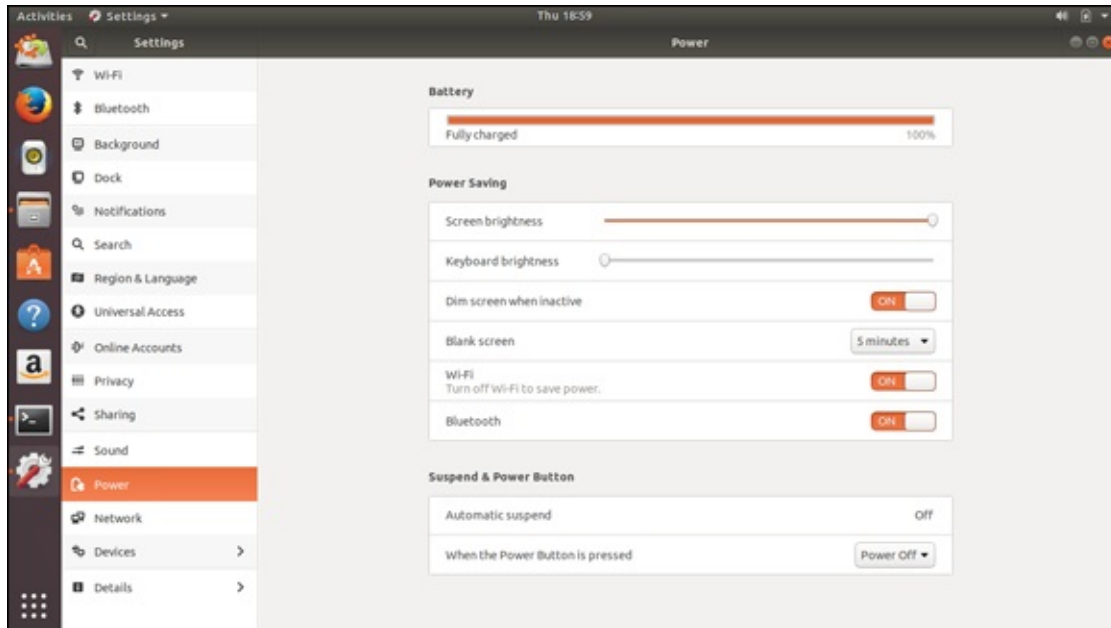 Activities Settings Thu 18:59
Settings Power
Wi-Fi
Bluetooth
Background
Dock
Notifications
Search
Region & Language
Universal Access
Online Accounts
Privacy
Sharing
Sound
Power
Network
Devices
Details
Battery
Fully charged 100%
Power Saving
Screen brightness
Keyboard brightness
Dim screen when inactive ON
Blank screen 5 minutes
Wi-Fi ON
Turn off Wi-Fi to save power.
Bluetooth ON
Suspend & Power Button
Automatic suspend Off
When the Power Button is pressed Power Off